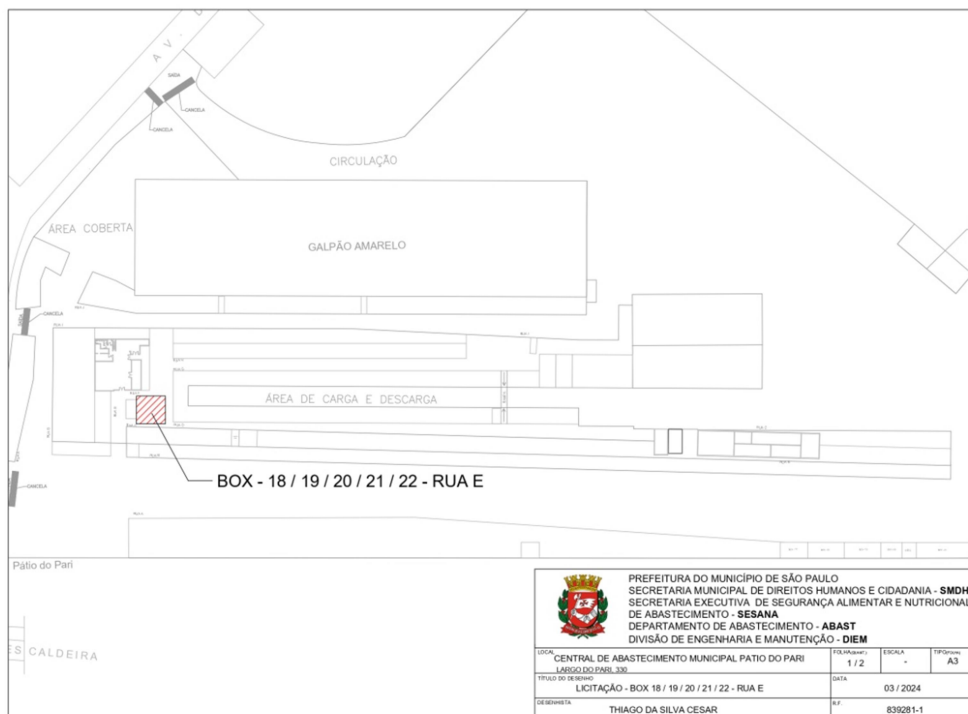 AV. D
SAÍDA
CANCELA
CANCELA
CIRCULAÇÃO
ÁREA COBERTA
GALPÃO AMARELO
CANCELA
ÁREA DE CARGA E DESCARGA
BOX - 18 / 19 / 20 / 21 / 22 - RUA E
CANCELA
Pátio do Pari
ES CALDEIRA
PREFEITURA DO MUNICÍPIO DE SÃO PAULO
SECRETARIA MUNICIPAL DE DIREITOS HUMANOS E CIDADANIA - SMDH
SECRETARIA EXECUTIVA DE SEGURANÇA ALIMENTAR E NUTRICIONAL
DE ABASTECIMENTO - SESANA
DEPARTAMENTO DE ABASTECIMENTO - ABAST
DIVISÃO DE ENGENHARIA E MANUTENÇÃO - DIEM
LOCAL
CENTRAL DE ABASTECIMENTO MUNICIPAL PATIO DO PARI
LARGO DO PARI, 330
FOLHA
1 / 2
ESCALA
-
TIPO
A3
TÍTULO DO DESENHO
LICITAÇÃO - BOX 18 / 19 / 20 / 21 / 22 - RUA E
DATA
03 / 2024
DESENHISTA
THIAGO DA SILVA CESAR
R.F.
839281-1